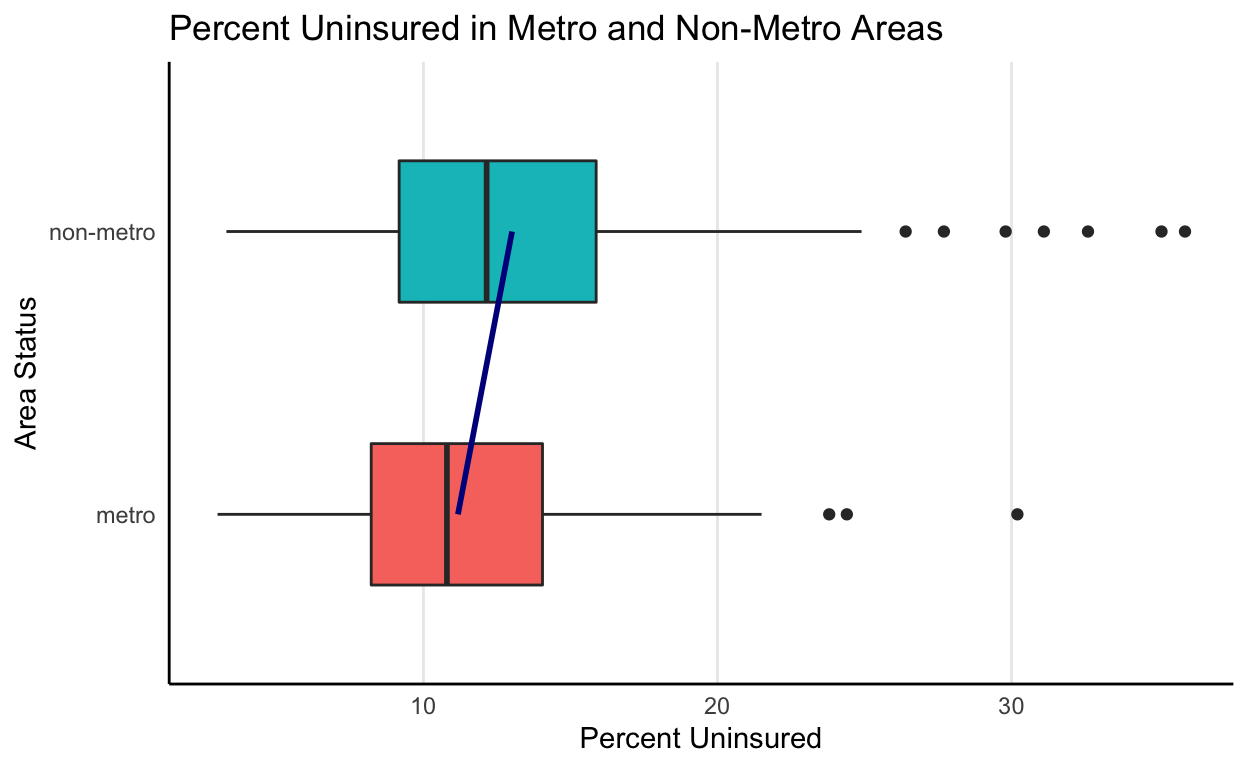 Percent Uninsured in Metro and Non-Metro Areas
Area Status
non-metro
metro
10 20 30
Percent Uninsured